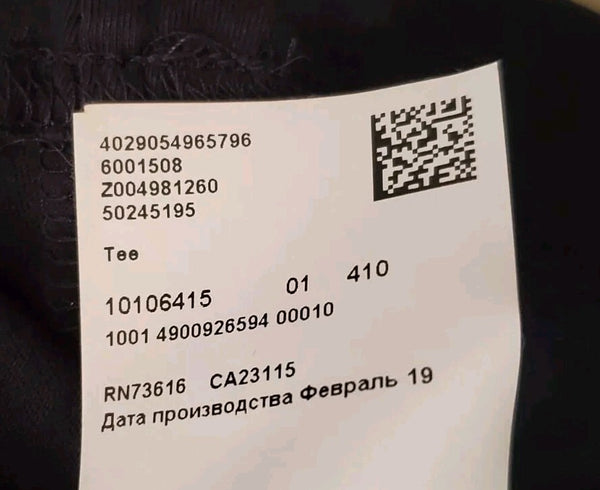 4029054965796
6001508
Z004981260
50245195
Tee
10106415 01 410
1001 4900926594 00010
RN73616 CA23115
Дата производства Февраль 19